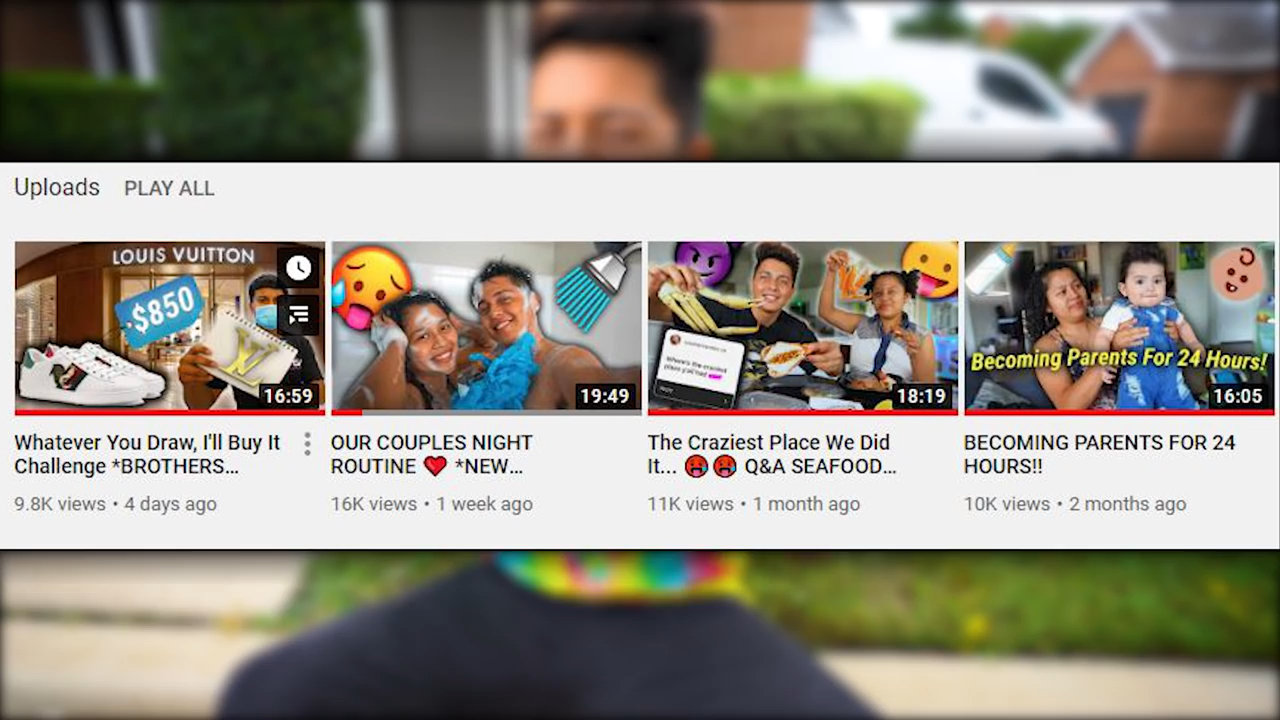 Uploads PLAY ALL
LOUIS VUITTON
$850
16:59
19:49
18:19
Becoming Parents For 24 Hours!
16:05
Whatever You Draw, I'll Buy It
Challenge *BROTHERS...
9.8K views • 4 days ago
OUR COUPLES NIGHT
ROUTINE ❤️ *NEW...
16K views • 1 week ago
The Craziest Place We Did
It... 🥵🥵 Q&A SEAFOOD...
11K views • 1 month ago
BECOMING PARENTS FOR 24
HOURS!!
10K views • 2 months ago